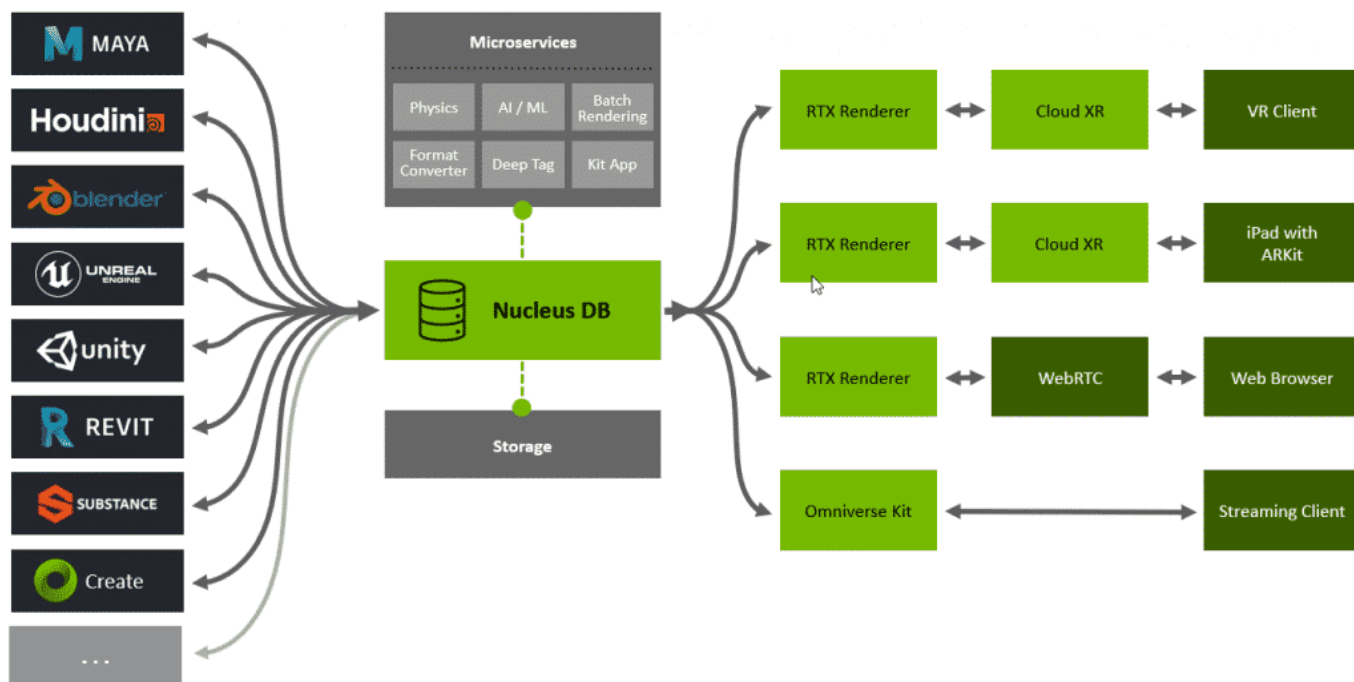 MAYA
Houdini
blender
UNREAL
ENGINE
unity
REVIT
SUBSTANCE
Create
...
Microservices
Physics
AI / ML
Batch
Rendering
Format
Converter
Deep Tag
Kit App
Nucleus DB
Storage
RTX Renderer
Cloud XR
VR Client
RTX Renderer
Cloud XR
iPad with
ARKit
RTX Renderer
WebRTC
Web Browser
Omniverse Kit
Streaming Client